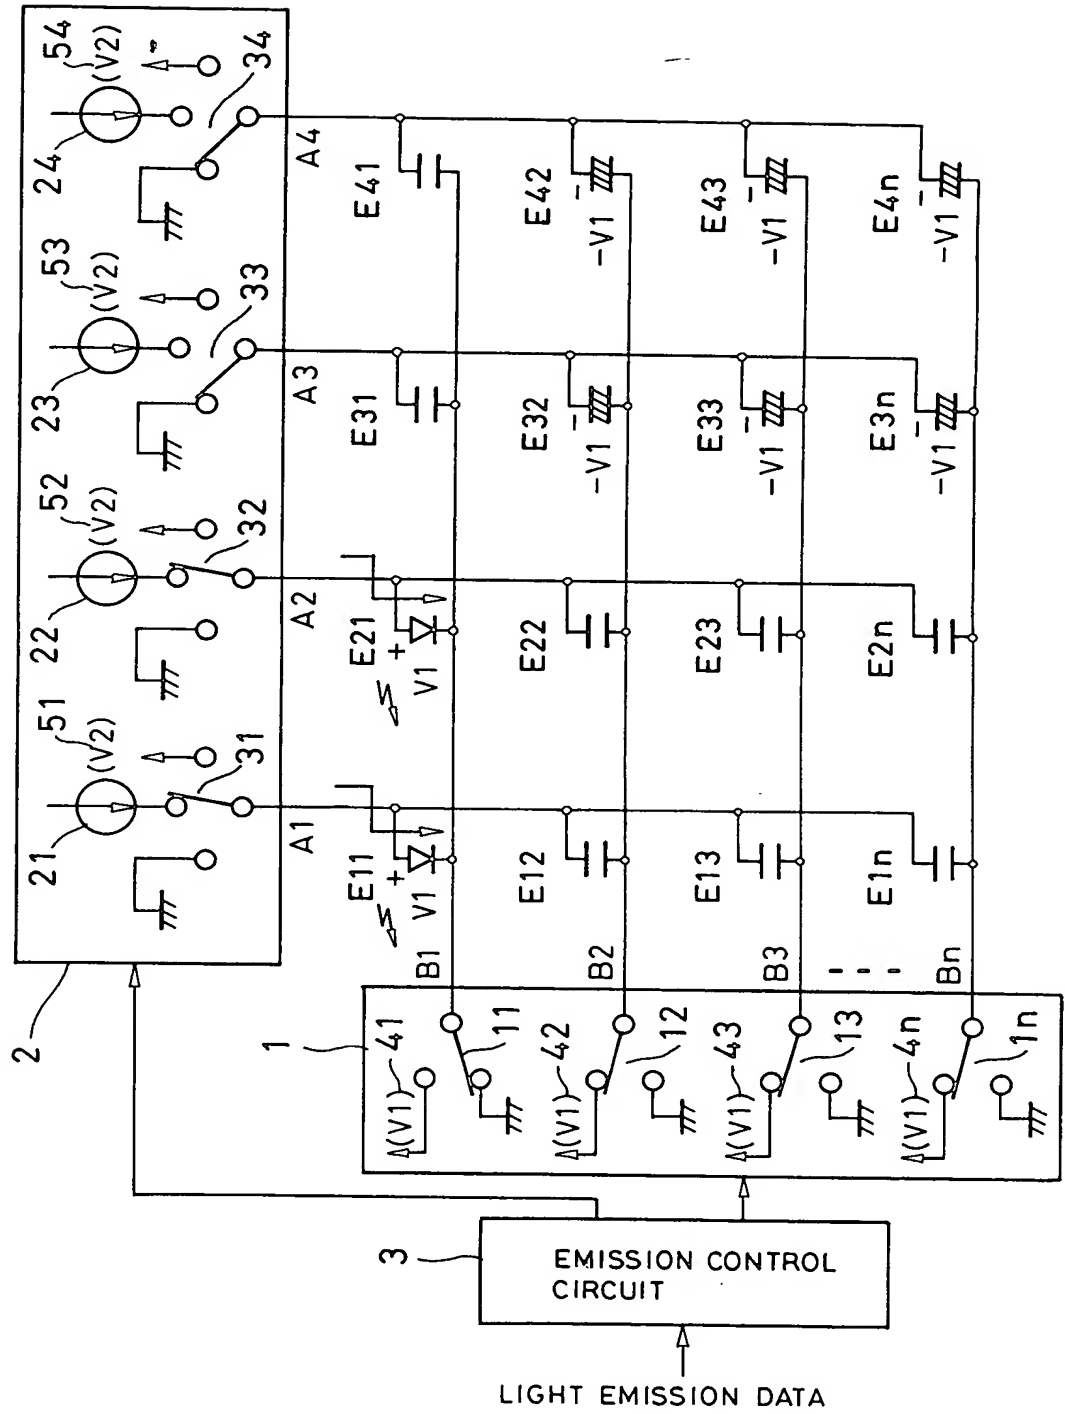 54
(V2)
34
24
53
(V2)
33
23
52
(V2)
32
22
51
(V2)
31
21
2
A1
A2
A3
A4
E11
+
V1
E21
+
V1
E31
E41
B1
E12
E22
E32
-V1
−
E42
-V1
−
B2
E13
E23
E33
-V1
−
E43
-V1
−
B3
E1n
E2n
E3n
-V1
−
E4n
-V1
−
Bn
1
(V1)
41
11
(V1)
42
12
(V1)
43
13
(V1)
4n
1n
3
EMISSION CONTROL
CIRCUIT
LIGHT EMISSION DATA